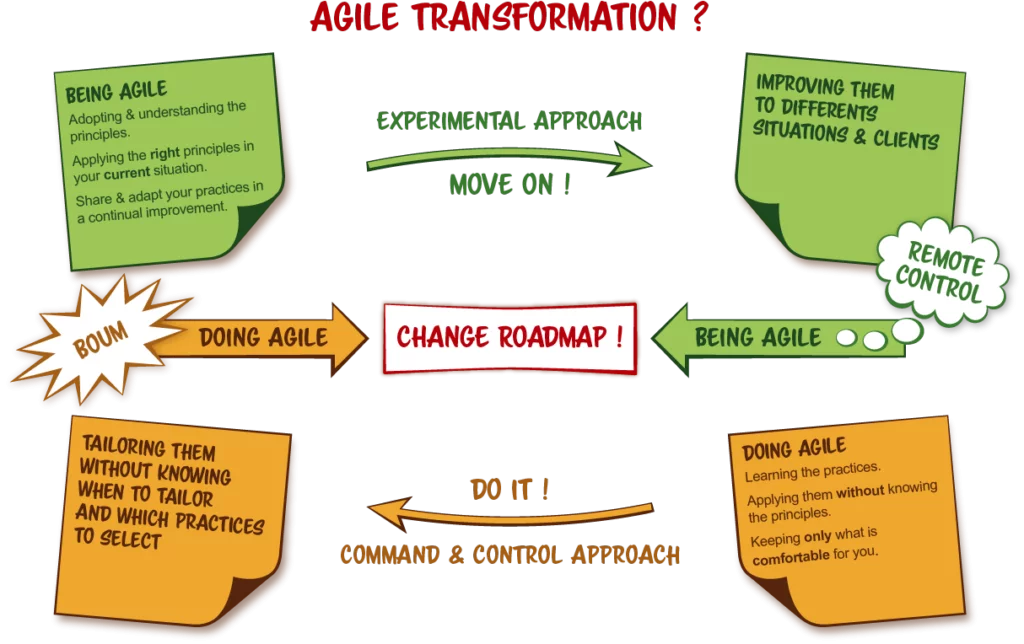 AGILE TRANSFORMATION ?
BEING AGILE
Adopting & understanding the
principles.
Applying the right principles in
your current situation.
Share & adapt your practices in
a continual improvement.
EXPERIMENTAL APPROACH
MOVE ON !
IMPROVING THEM
TO DIFFERENTS
SITUATIONS & CLIENTS
REMOTE
CONTROL
BOUM
DOING AGILE
CHANGE ROADMAP !
BEING AGILE
TAILORING THEM
WITHOUT KNOWING
WHEN TO TAILOR
AND WHICH PRACTICES
TO SELECT
DO IT !
COMMAND & CONTROL APPROACH
DOING AGILE
Learning the practices.
Applying them without knowing
the principles.
Keeping only what is
comfortable for you.